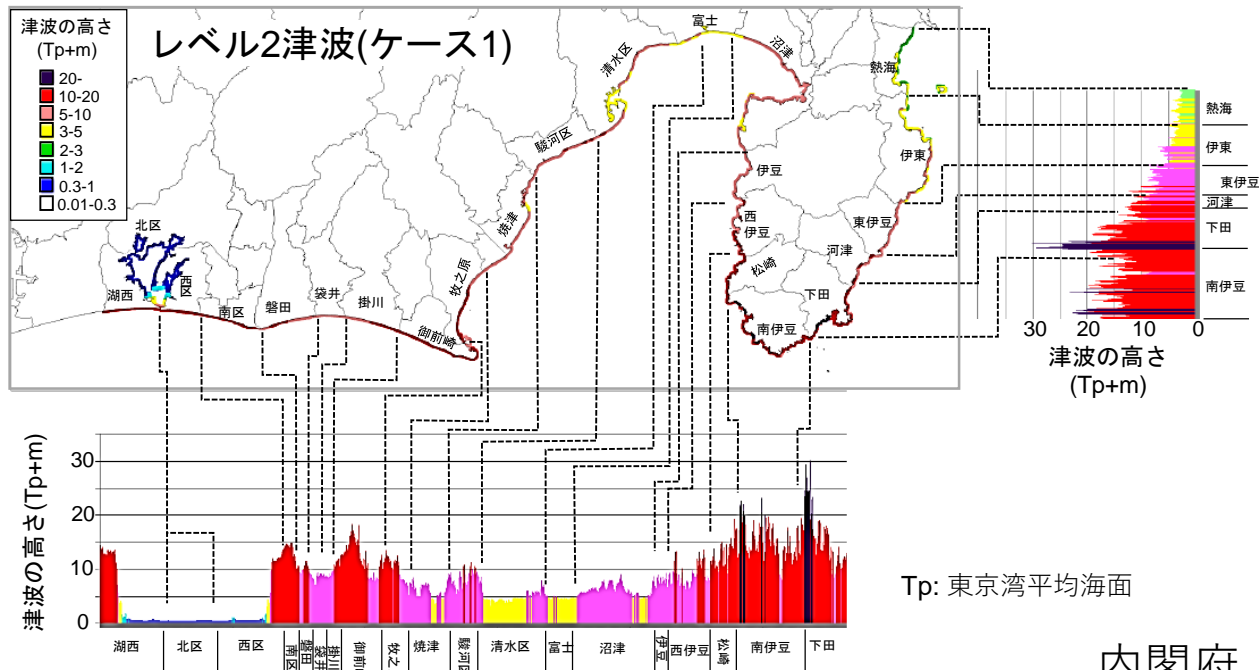 津波の高さ
(Tp+m)
20-
10-20
5-10
3-5
2-3
1-2
0.3-1
0.01-0.3
レベル2津波(ケース1)
富士
沼津
清水区
熱海
駿河区
伊東
伊豆
焼津
西
伊豆
東伊豆
河津
牧之原
松崎
下田
南伊豆
北区
西区
湖西
南区
磐田
袋井
掛川
御前崎
熱海
伊東
東伊豆
河津
下田
南伊豆
30 20 10 0
津波の高さ
(Tp+m)
津波の高さ(Tp+m)
30
20
10
0
湖西 北区 西区 南区 磐田 袋井 掛川 御前 牧之 焼津 駿河区 清水区 富士 沼津 伊豆 西伊豆 松崎 南伊豆 下田
Tp: 東京湾平均海面
内閣府